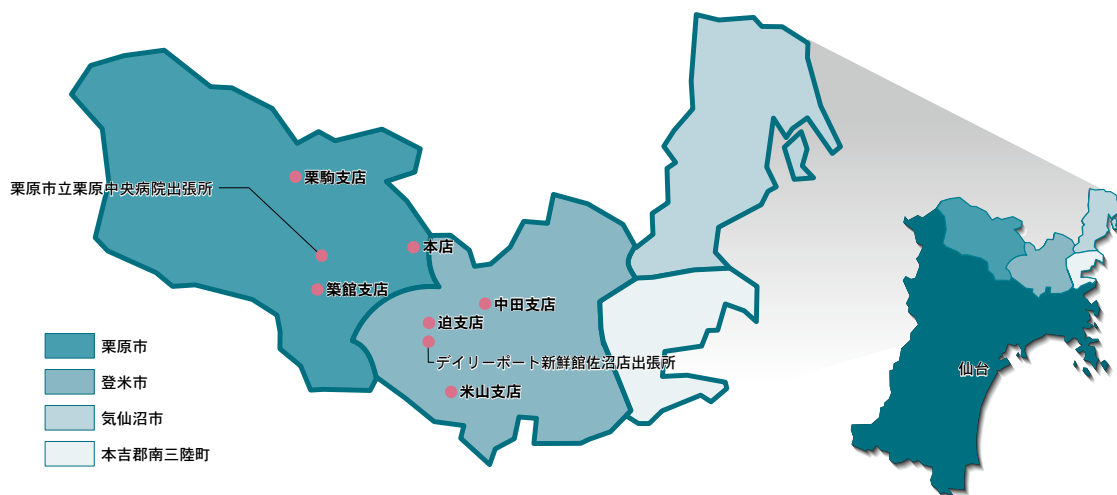 栗駒支店
栗原市立栗原中央病院出張所
本店
築館支店
中田支店
迫支店
デイリーポート新鮮館佐沼店出張所
米山支店
栗原市
登米市
気仙沼市
本吉郡南三陸町
仙台